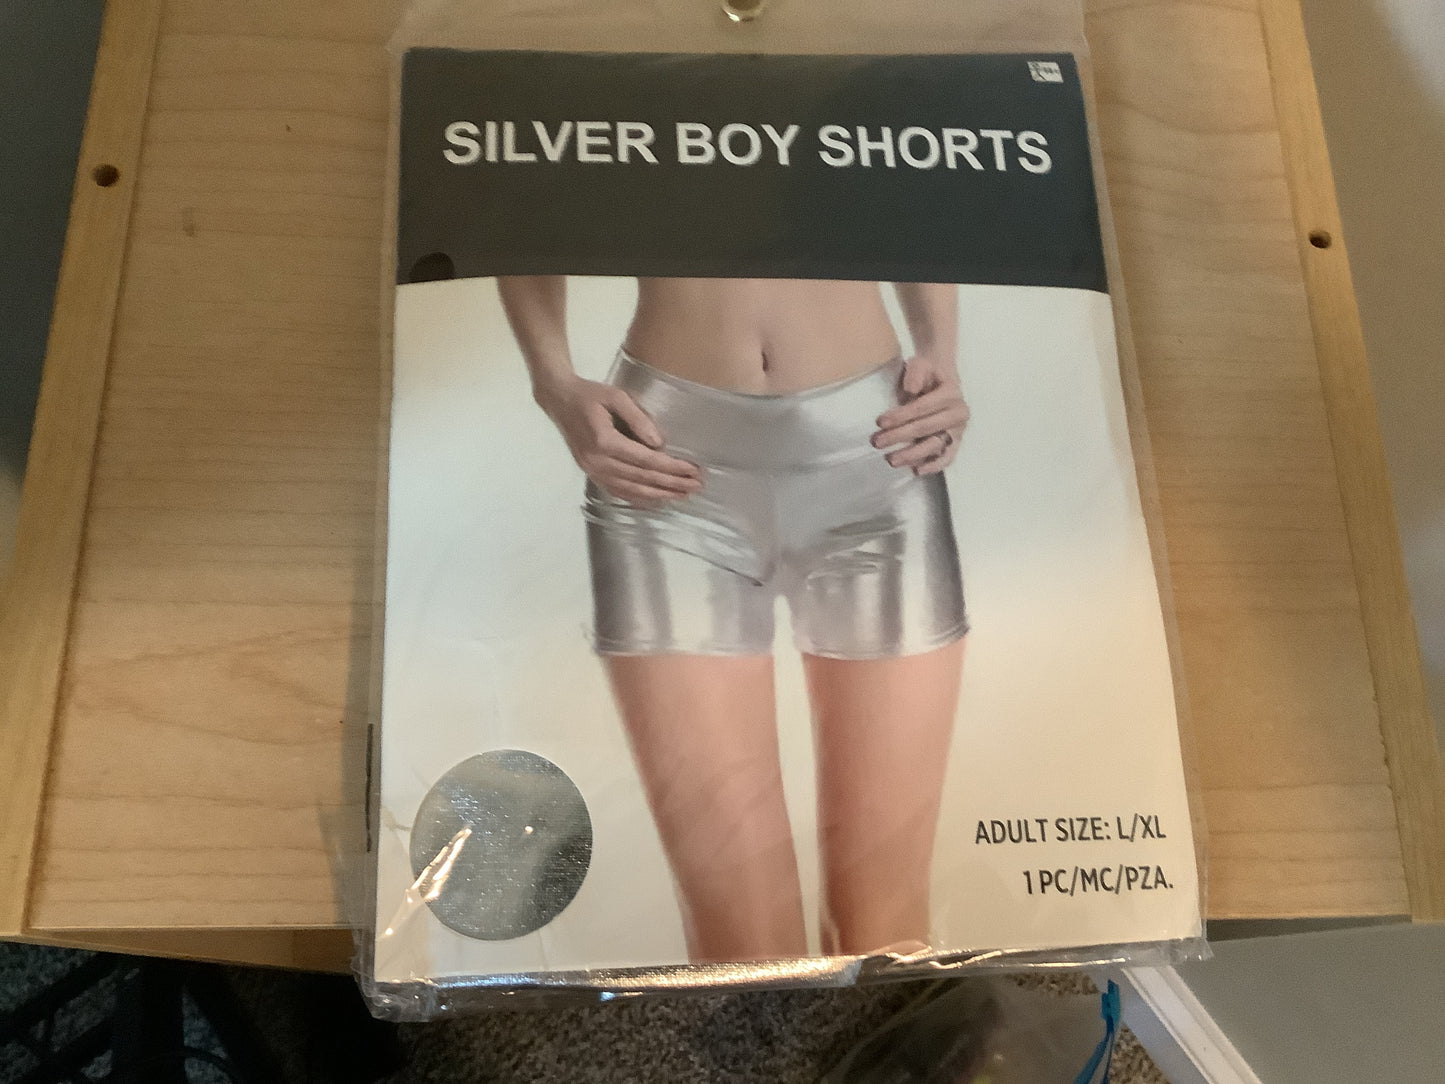 SILVER BOY SHORTS
ADULT SIZE: L/XL
1 PC/MC/PZA.